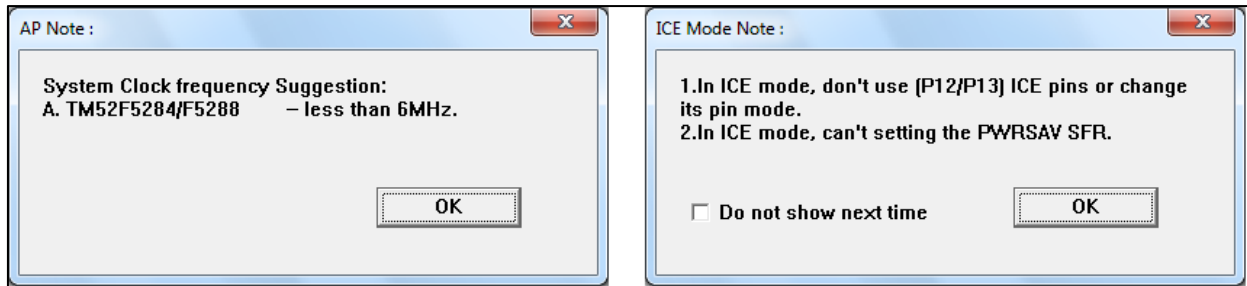 AP Note :
System Clock frequency Suggestion:
A. TM52F5284/F5288 – less than 6MHz.
OK
ICE Mode Note :
1.In ICE mode, don't use (P12/P13) ICE pins or change
its pin mode.
2.In ICE mode, can't setting the PWRSAV SFR.
Do not show next time
OK